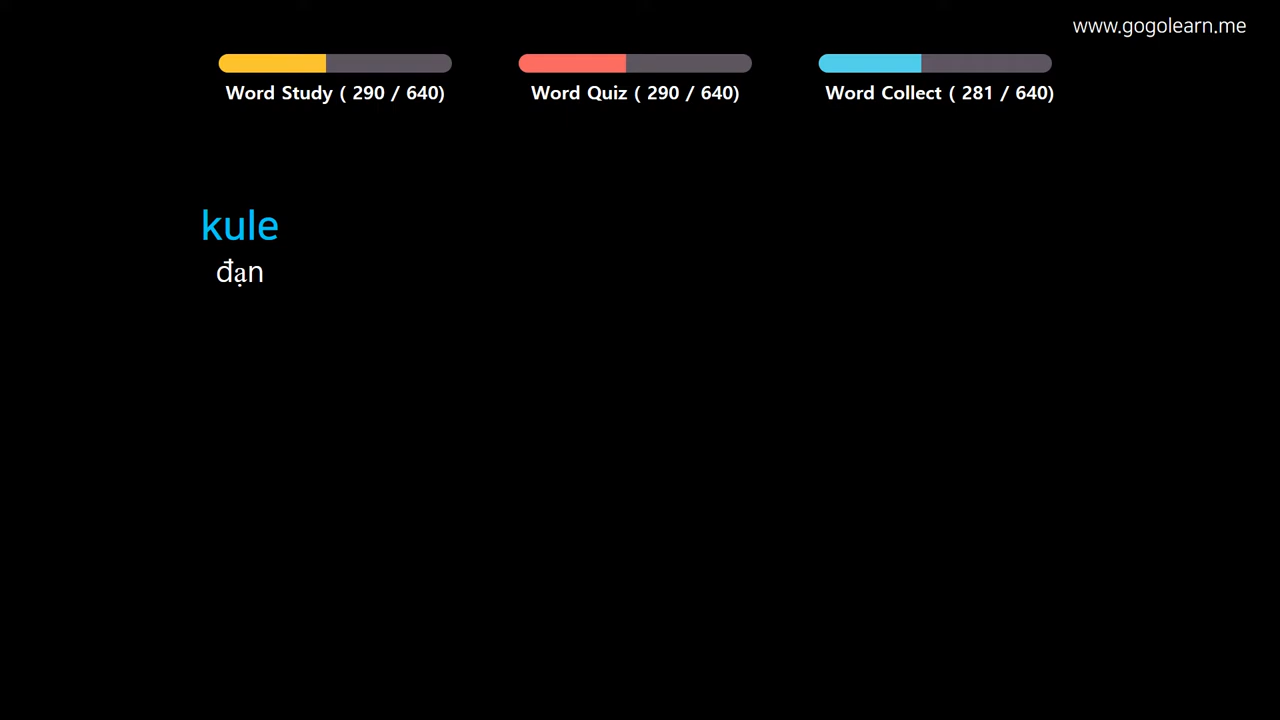 www.gogolearn.me
Word Study ( 290 / 640)
Word Quiz ( 290 / 640)
Word Collect ( 281 / 640)
kule
đạn